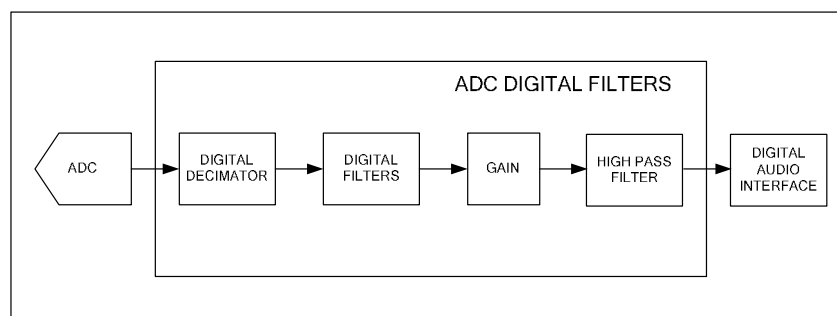 ADC DIGITAL FILTERS
ADC
DIGITAL
DECIMATOR
DIGITAL
FILTERS
GAIN
HIGH PASS
FILTER
DIGITAL
AUDIO
INTERFACE